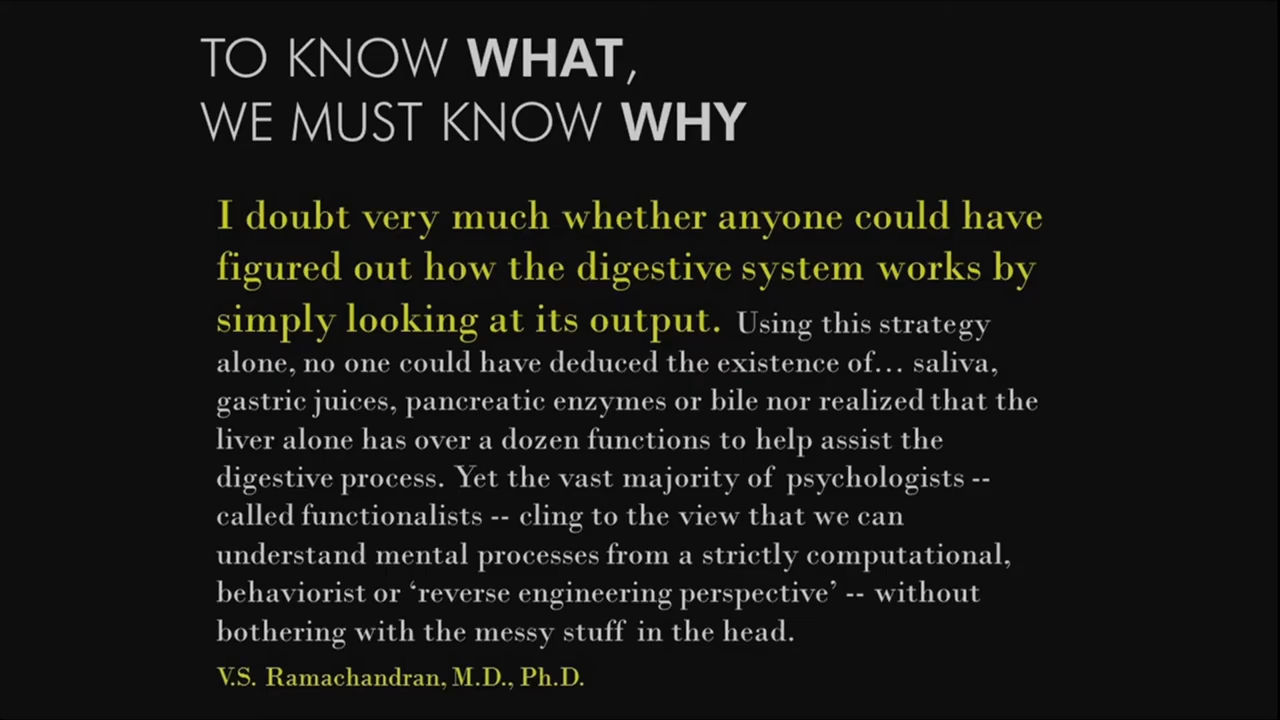 TO KNOW WHAT,
WE MUST KNOW WHY
I doubt very much whether anyone could have
figured out how the digestive system works by
simply looking at its output. Using this strategy
alone, no one could have deduced the existence of… saliva,
gastric juices, pancreatic enzymes or bile nor realized that the
liver alone has over a dozen functions to help assist the
digestive process. Yet the vast majority of psychologists --
called functionalists -- cling to the view that we can
understand mental processes from a strictly computational,
behaviorist or ‘reverse engineering perspective’ -- without
bothering with the messy stuff in the head.
V.S. Ramachandran, M.D., Ph.D.